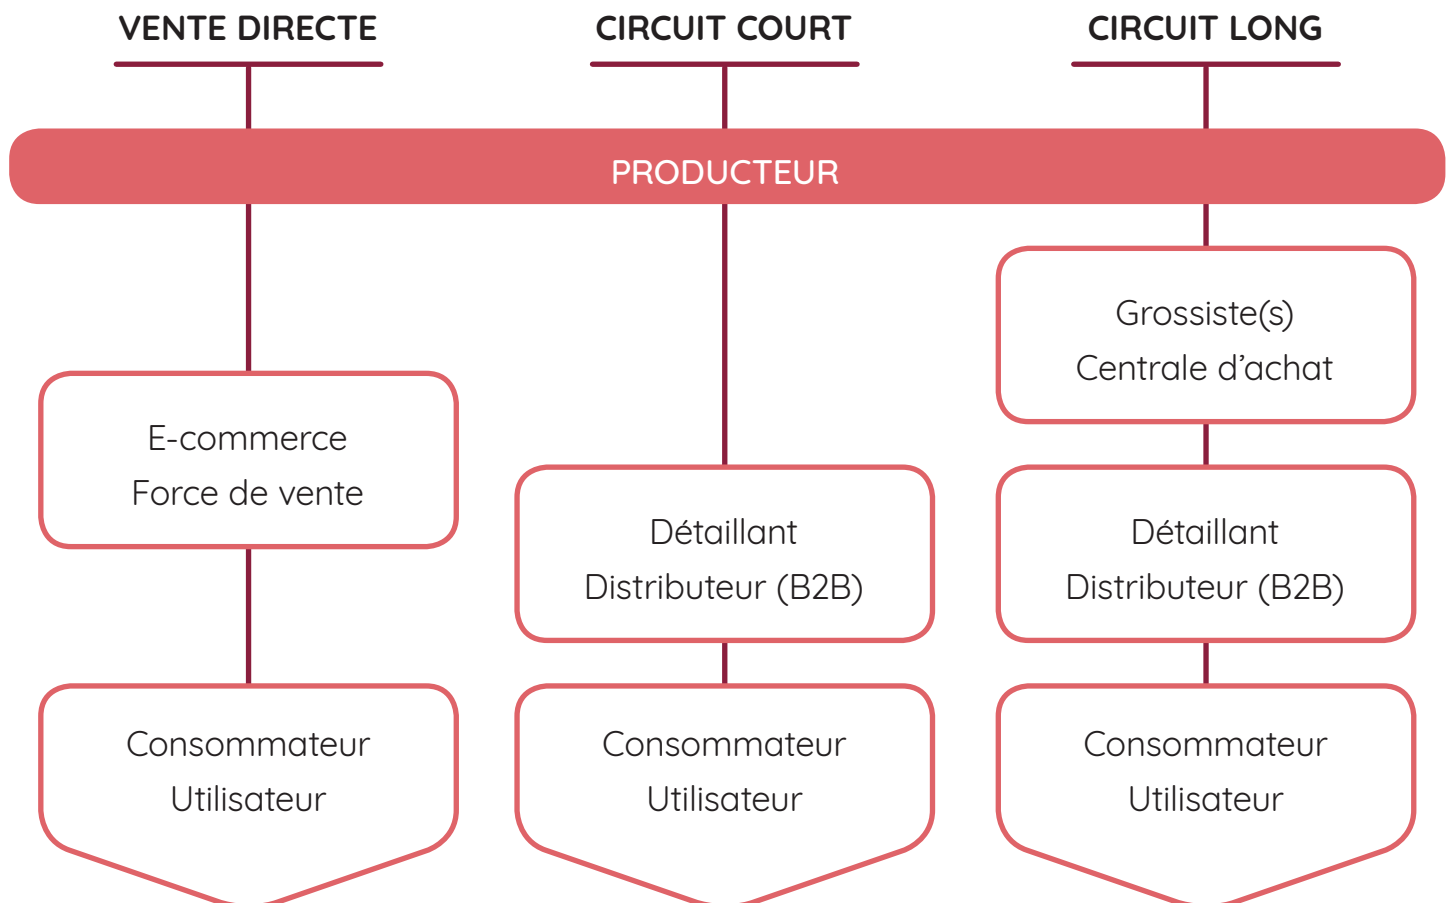 VENTE DIRECTE
CIRCUIT COURT
CIRCUIT LONG
PRODUCTEUR
Grossiste(s)
Centrale d’achat
E-commerce
Force de vente
Détaillant
Distributeur (B2B)
Détaillant
Distributeur (B2B)
Consommateur
Utilisateur
Consommateur
Utilisateur
Consommateur
Utilisateur